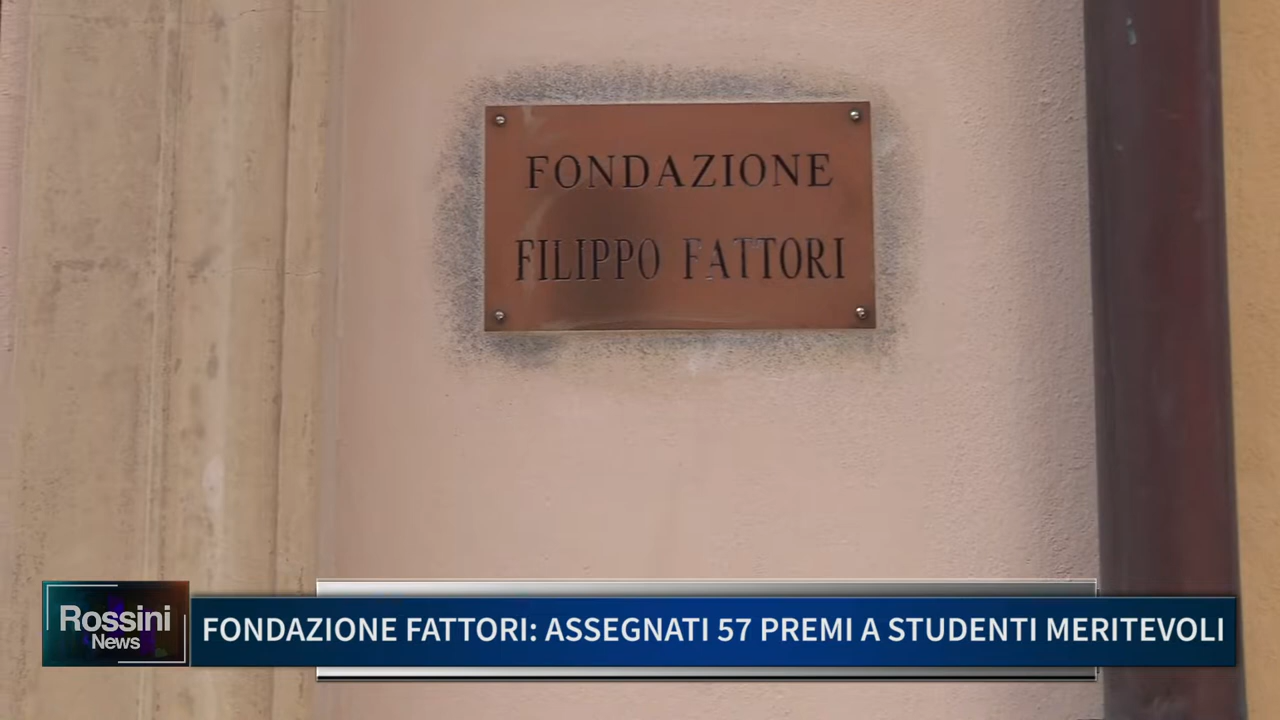 FONDAZIONE
FILIPPO FATTORI
Rossini
News
FONDAZIONE FATTORI: ASSEGNATI 57 PREMI A STUDENTI MERITEVOLI